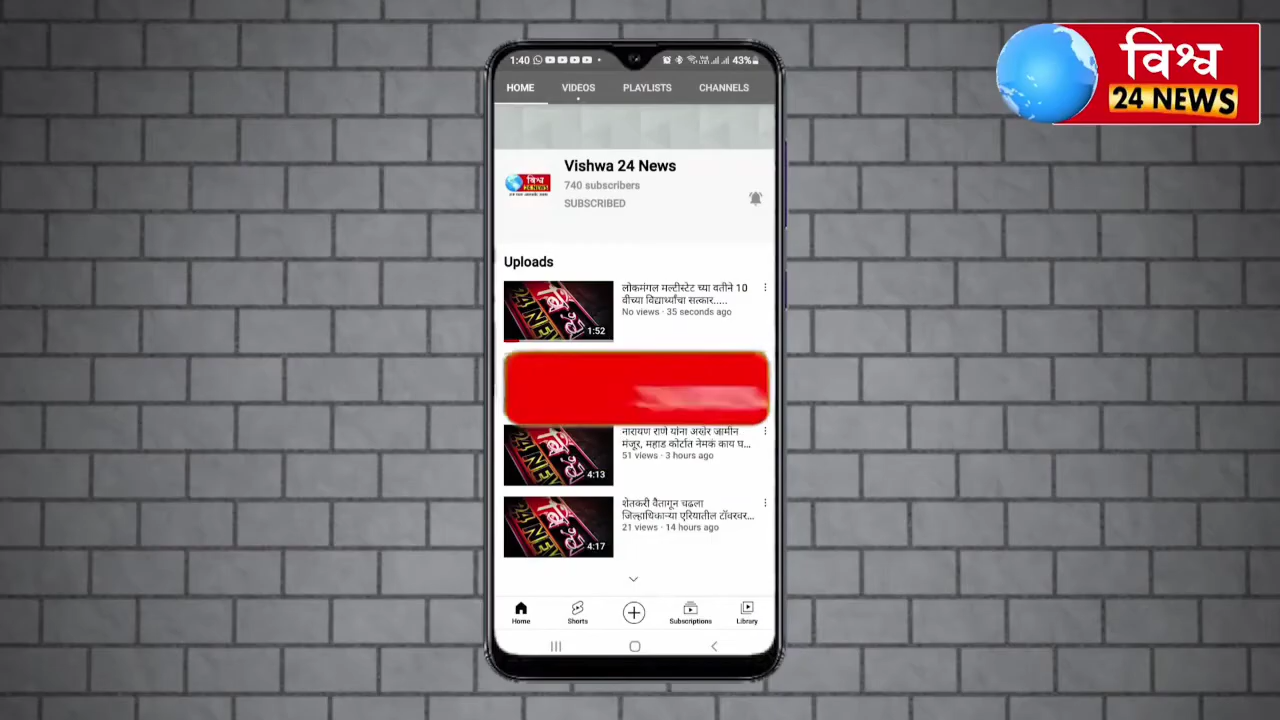 विश्व
24 NEWS
1:40
43%
HOME VIDEOS PLAYLISTS CHANNELS
Vishwa 24 News
740 subscribers
SUBSCRIBED
Uploads
लोकमंगल मल्टीस्टेट च्या वतीने 10
वीच्या विद्यार्थ्यांचा सत्कार.....
No views · 35 seconds ago
1:52
नारायण राणे यांना अखेर जामीन
मंजूर, महाड कोर्टात नेमकं काय घ...
51 views · 3 hours ago
4:13
शेतकरी वैतागून चढला
जिल्हाधिकाऱ्या एरियातील टॉवरवर...
21 views · 14 hours ago
4:17
Home Shorts Subscriptions Library